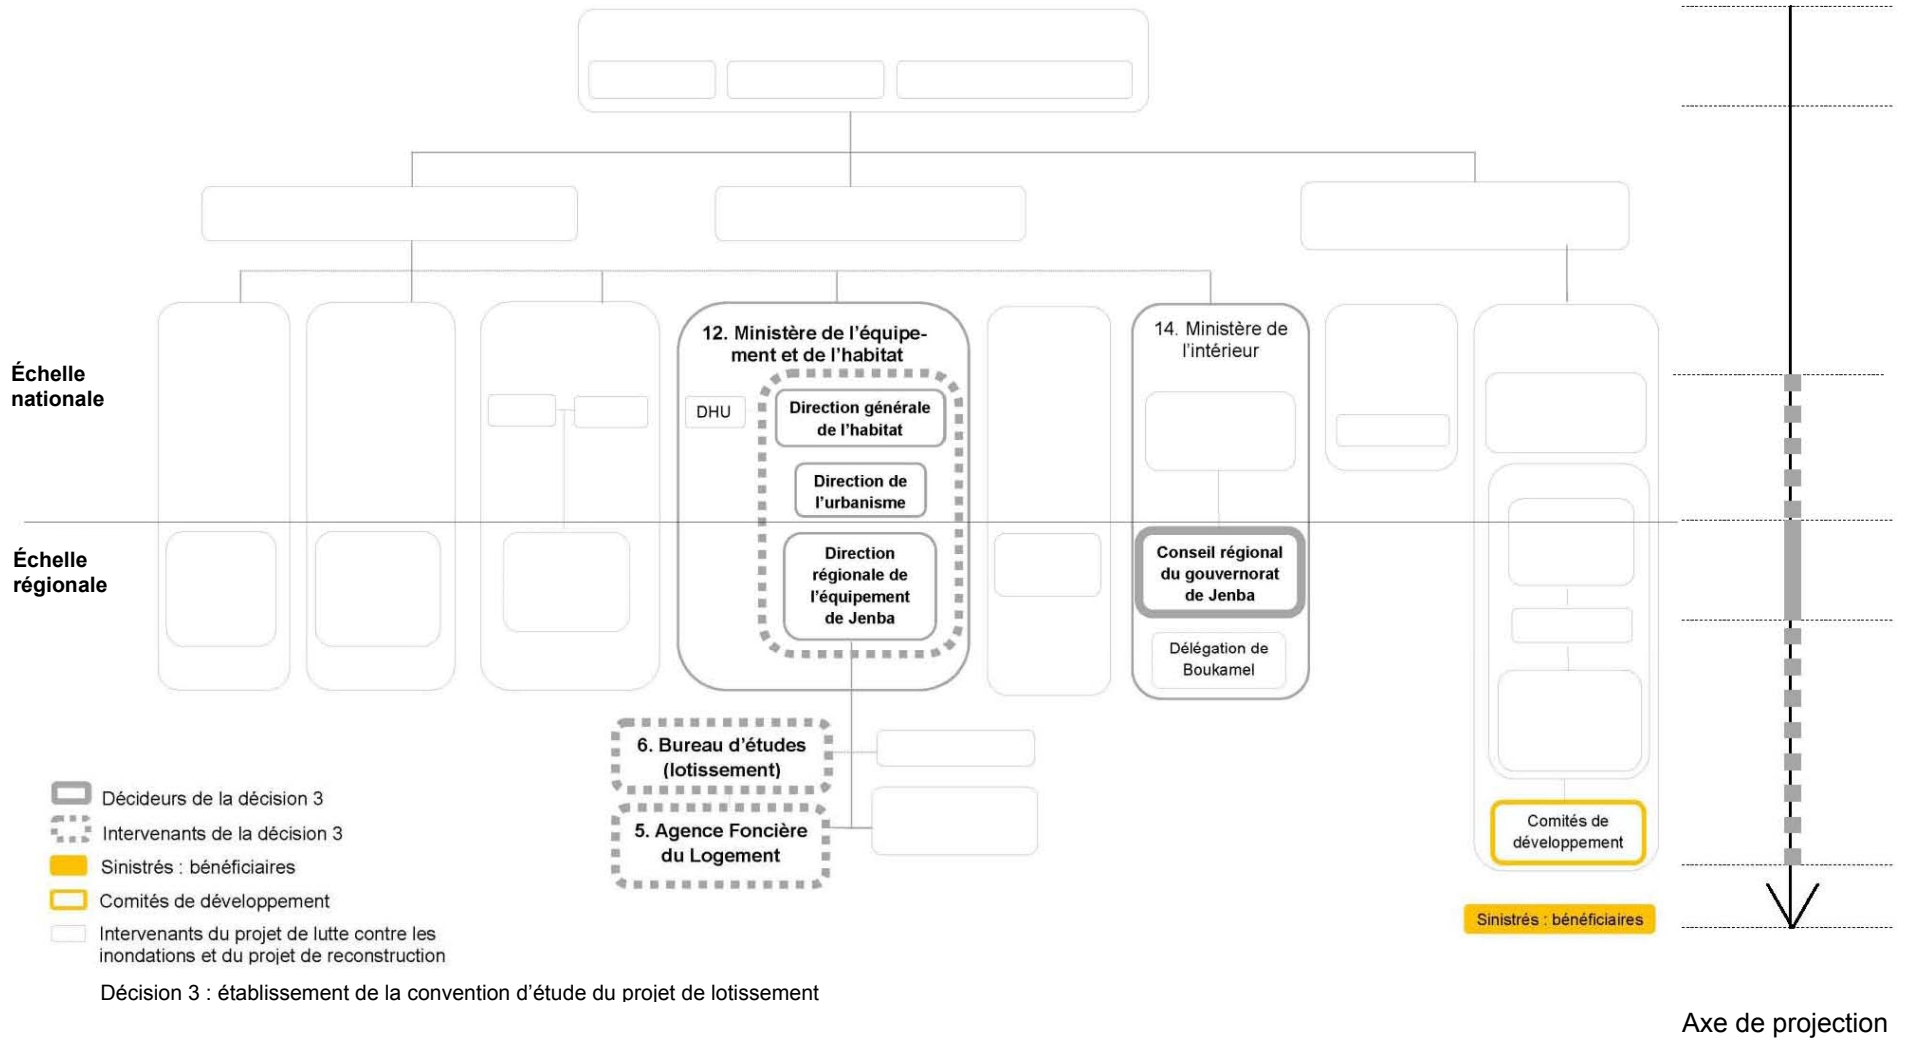 12. Ministère de l'équipe-
ment et de l'habitat
14. Ministère de
l'intérieur
Échelle
nationale
DHU
Direction générale
de l'habitat
Direction de
l'urbanisme
Échelle
régionale
Direction
régionale de
l'équipement
de Jenba
Conseil régional
du gouvernorat
de Jenba
Délégation de
Boukamel
6. Bureau d'études
(lotissement)
5. Agence Foncière
du Logement
Comités de
développement
Sinistrés : bénéficiaires
Décideurs de la décision 3
Intervenants de la décision 3
Sinistrés : bénéficiaires
Comités de développement
Intervenants du projet de lutte contre les
inondations et du projet de reconstruction
Décision 3 : établissement de la convention d'étude du projet de lotissement
Axe de projection